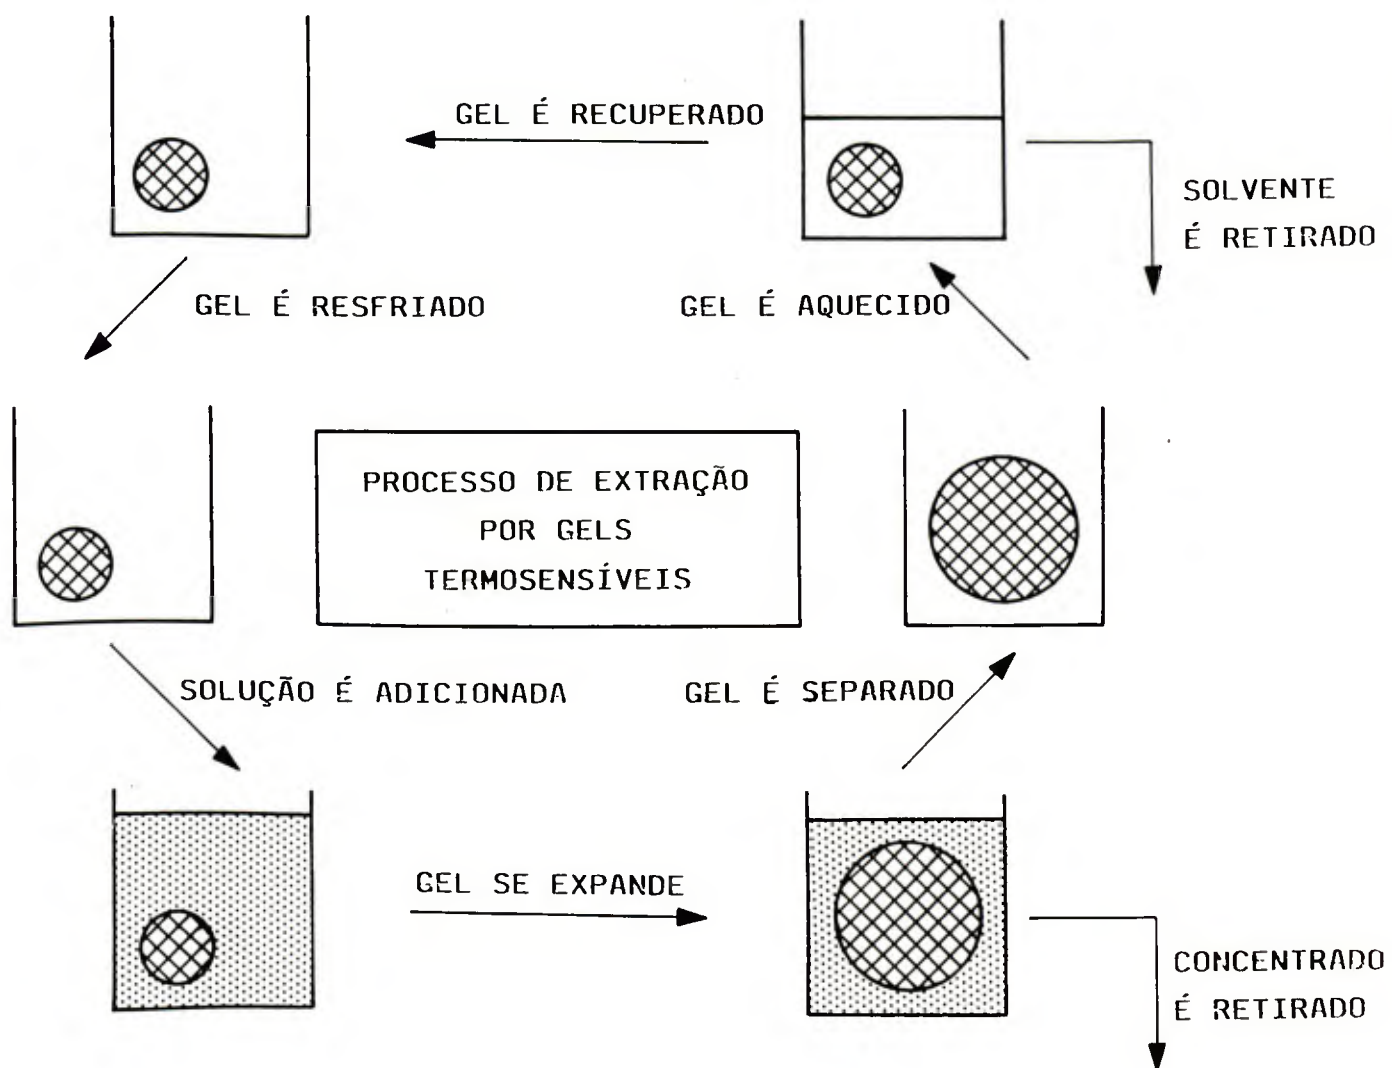 GEL É RECUPERADO
SOLVENTE
É RETIRADO
GEL É RESFRIADO
GEL É AQUECIDO
PROCESSO DE EXTRAÇÃO
POR GELS
TERMOSENSÍVEIS
SOLUÇÃO É ADICIONADA
GEL É SEPARADO
GEL SE EXPANDE
CONCENTRADO
É RETIRADO